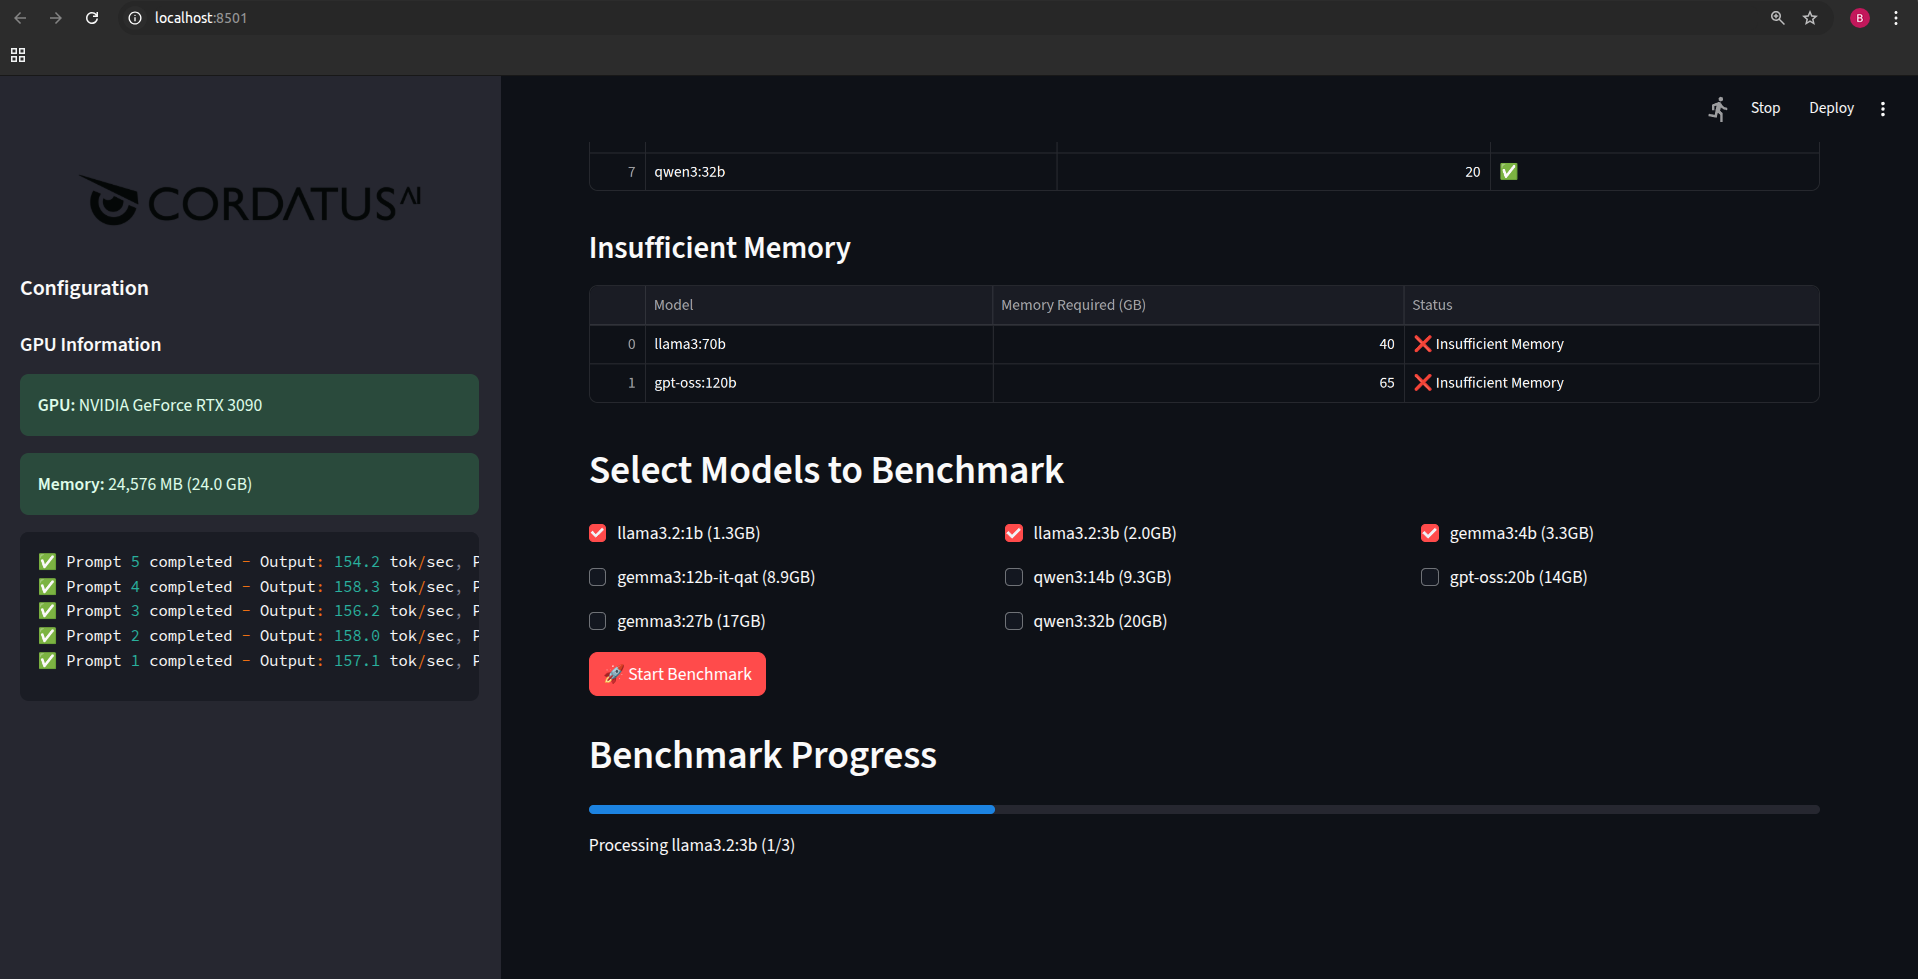 localhost:8501
B
CORDATUS AI
Configuration
GPU Information
GPU: NVIDIA GeForce RTX 3090
Memory: 24,576 MB (24.0 GB)
✅ Prompt 5 completed - Output: 154.2 tok/sec, P
✅ Prompt 4 completed - Output: 158.3 tok/sec, P
✅ Prompt 3 completed - Output: 156.2 tok/sec, P
✅ Prompt 2 completed - Output: 158.0 tok/sec, P
✅ Prompt 1 completed - Output: 157.1 tok/sec, P
Stop Deploy
7 qwen3:32b 20 ✅
Insufficient Memory
Model Memory Required (GB) Status
0 llama3:70b 40 ❌ Insufficient Memory
1 gpt-oss:120b 65 ❌ Insufficient Memory
Select Models to Benchmark
llama3.2:1b (1.3GB) llama3.2:3b (2.0GB) gemma3:4b (3.3GB)
gemma3:12b-it-qat (8.9GB) qwen3:14b (9.3GB) gpt-oss:20b (14GB)
gemma3:27b (17GB) qwen3:32b (20GB)
🚀 Start Benchmark
Benchmark Progress
Processing llama3.2:3b (1/3)